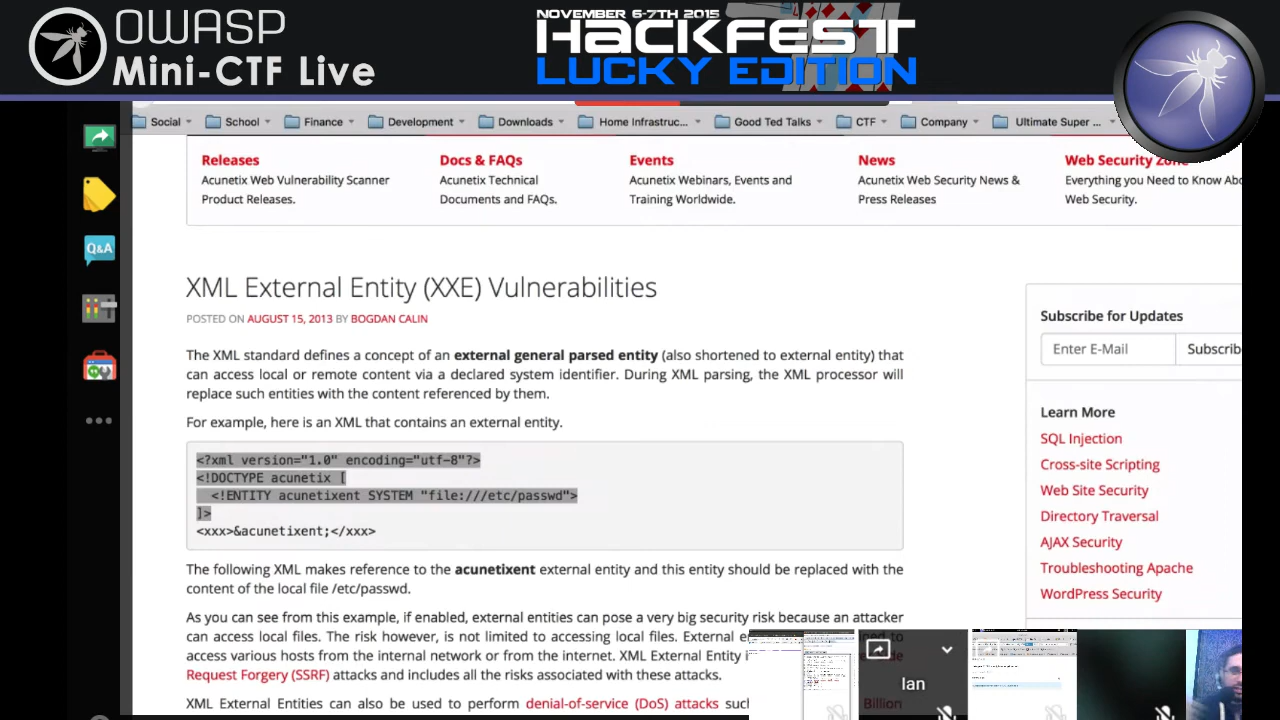 OWASP
Mini-CTF Live
NOVEMBER 6-7TH 2015
HACKFEST
LUCKY EDITION
Social School Finance Development Downloads Home Infrastruc... Good Ted Talks CTF Company Ultimate Super ...
Releases Docs & FAQs Events News Web Security Zone
Acunetix Web Vulnerability Scanner Acunetix Technical Acunetix Webinars, Events and Acunetix Web Security News & Everything you Need to Know Abo
Product Releases. Documents and FAQs. Training Worldwide. Press Releases Web Security.
Q&A
XML External Entity (XXE) Vulnerabilities
POSTED ON AUGUST 15, 2013 BY BOGDAN CALIN
The XML standard defines a concept of an external general parsed entity (also shortened to external entity) that
can access local or remote content via a declared system identifier. During XML parsing, the XML processor will
replace such entities with the content referenced by them.
For example, here is an XML that contains an external entity.
<?xml version="1.0" encoding="utf-8"?>
<!DOCTYPE acunetix [
<!ENTITY acunetixent SYSTEM "file:///etc/passwd">
]>
<xxx>&acunetixent;</xxx>
The following XML makes reference to the acunetixent external entity and this entity should be replaced with the
content of the local file /etc/passwd.
As you can see from this example, if enabled, external entities can pose a very big security risk because an attacker
can access local files. The risk however, is not limited to accessing local files. External e
access various the internal network or from the internet. XML External Entity
Request Forgery (SSRF) attacks and includes all the risks associated with these attacks.
XML External Entities can also be used to perform denial-of-service (DoS) attacks suc Billion
Subscribe for Updates
Enter E-Mail Subscrib
Learn More
SQL Injection
Cross-site Scripting
Web Site Security
Directory Traversal
AJAX Security
Troubleshooting Apache
WordPress Security
Ian